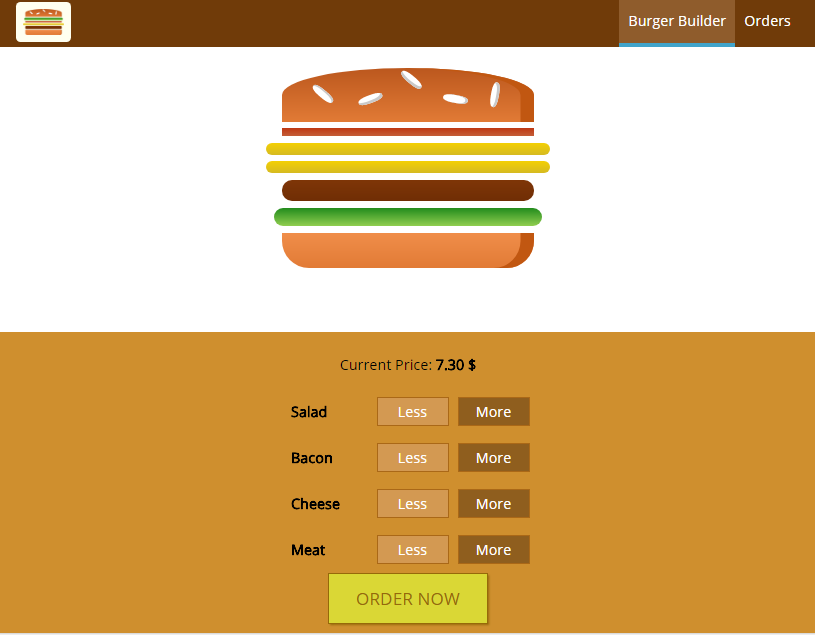 Burger Builder Orders
Current Price: 7.30 $
Salad Less More
Bacon Less More
Cheese Less More
Meat Less More
ORDER NOW